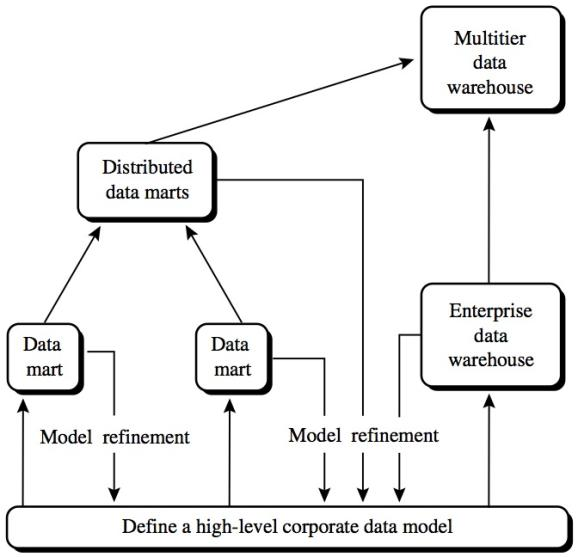 Multitier
data
warehouse
Distributed
data marts
Enterprise
data
warehouse
Data
mart
Data
mart
Model refinement
Model refinement
Define a high-level corporate data model